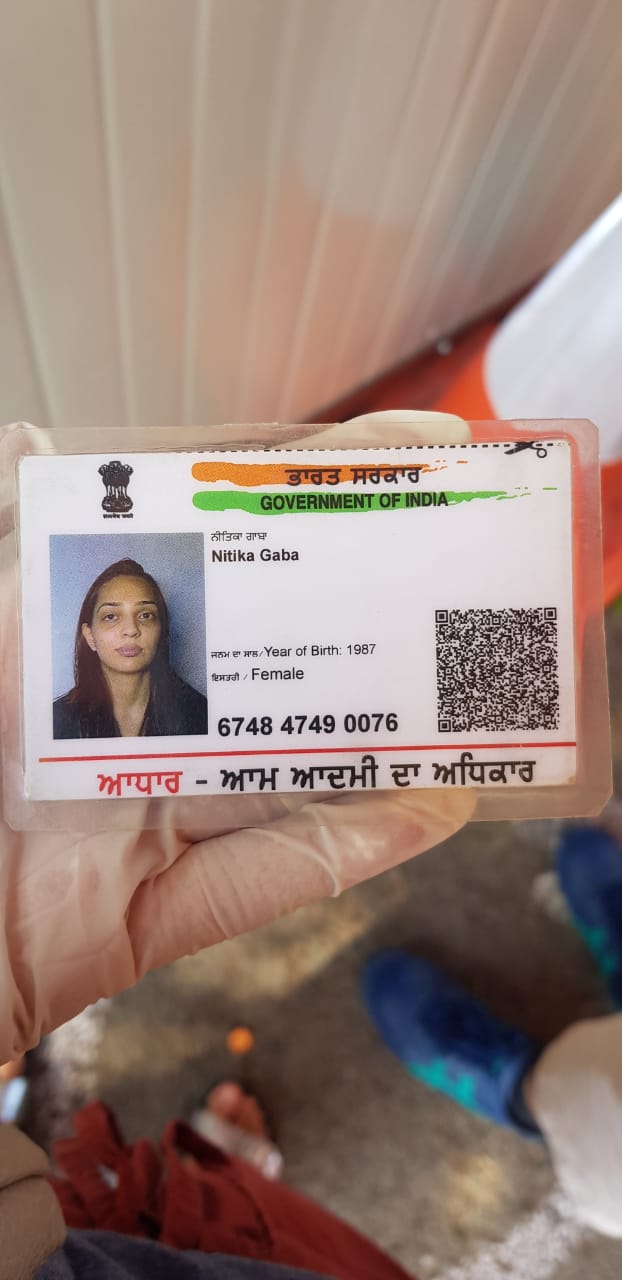 ਭਾਰਤ ਸਰਕਾਰ
GOVERNMENT OF INDIA
ਨੀਤਿਕਾ ਗਾਬਾ
Nitika Gaba
ਜਨਮ ਦਾ ਸਾਲ/Year of Birth: 1987
ਇਸਤਰੀ / Female
6748 4749 0076
ਆਧਾਰ - ਆਮ ਆਦਮੀ ਦਾ ਅਧਿਕਾਰ